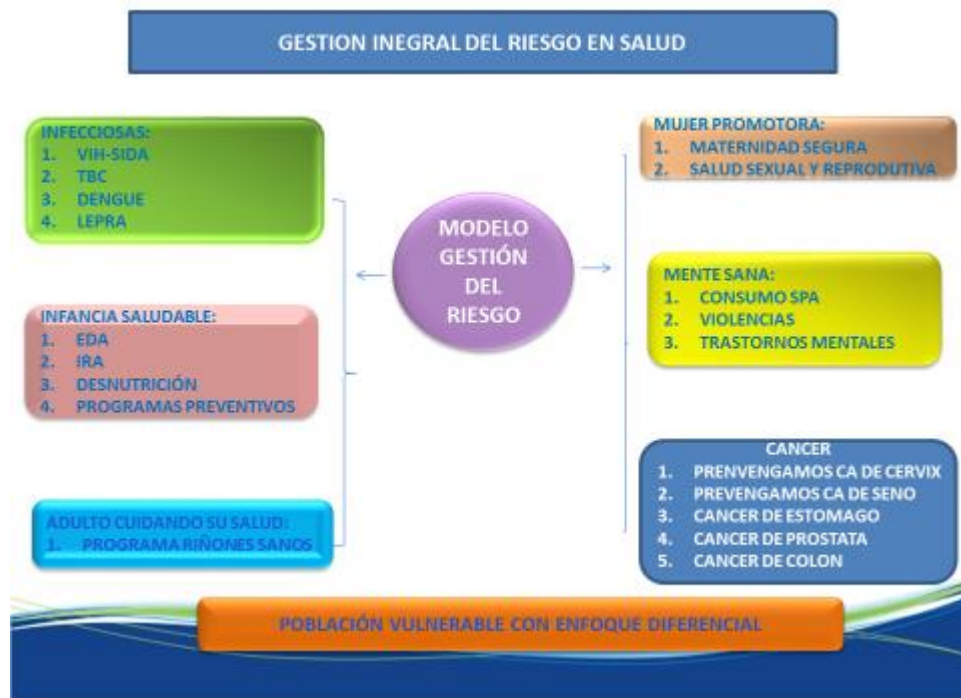 GESTION INEGRAL DEL RIESGO EN SALUD
INFECCIOSAS:
1. VIH-SIDA
2. TBC
3. DENGUE
4. LEPRA
INFANCIA SALUDABLE:
1. EDA
2. IRA
3. DESNUTRICIÓN
4. PROGRAMAS PREVENTIVOS
ADULTO CUIDANDO SU SALUD:
1. PROGRAMA RIÑONES SANOS
MODELO
GESTIÓN
DEL
RIESGO
MUJER PROMOTORA:
1. MATERNIDAD SEGURA
2. SALUD SEXUAL Y REPRODUTIVA
MENTE SANA:
1. CONSUMO SPA
2. VIOLENCIAS
3. TRASTORNOS MENTALES
CANCER
1. PRENVENGAMOS CA DE CERVIX
2. PREVENGAMOS CA DE SENO
3. CANCER DE ESTOMAGO
4. CANCER DE PROSTATA
5. CANCER DE COLON
POBLACIÓN VULNERABLE CON ENFOQUE DIFERENCIAL